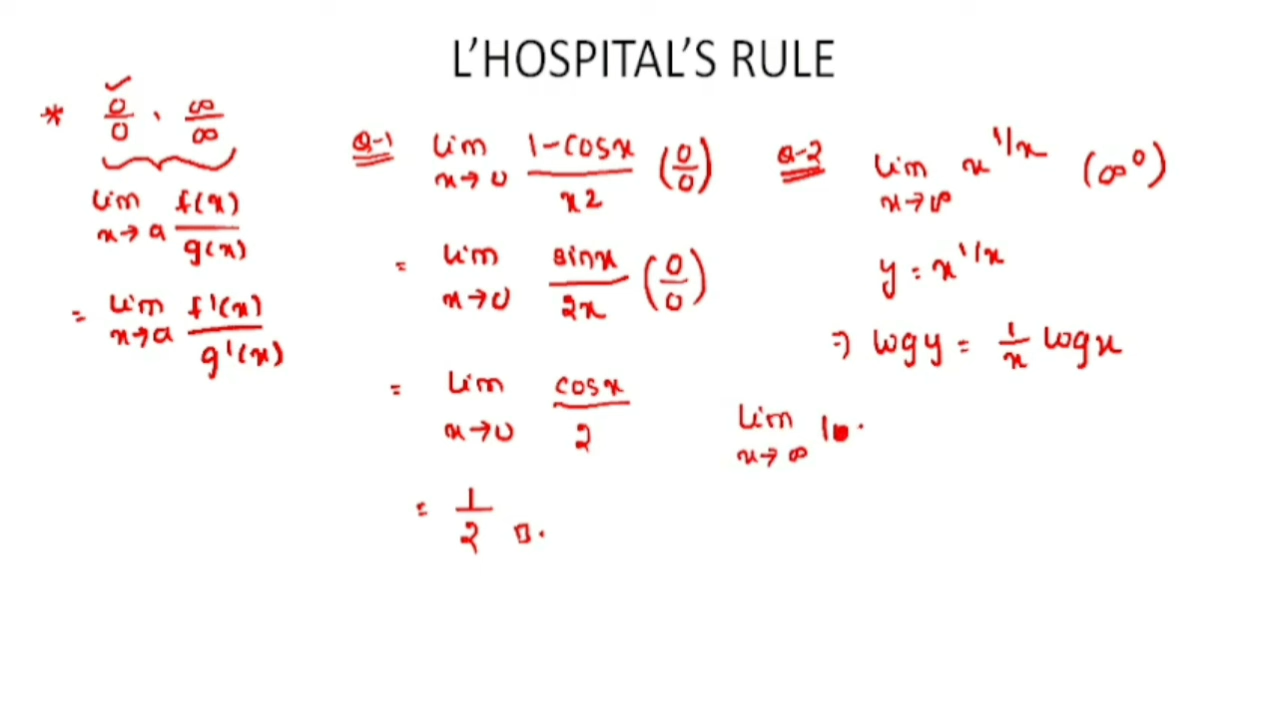 L'HOSPITAL'S RULE
* 0/0 , ∞/∞
lim x→a f(x)/g(x)
= lim x→a f'(x)/g'(x)
Q-1 lim x→0 1-cosx/x2 (0/0)
= lim x→0 sinx/2x (0/0)
= lim x→0 cosx/2
= 1/2
Q-2 lim x→∞ x^1/x (∞^0)
y = x^1/x
⇒ logy = 1/x logx
lim x→∞